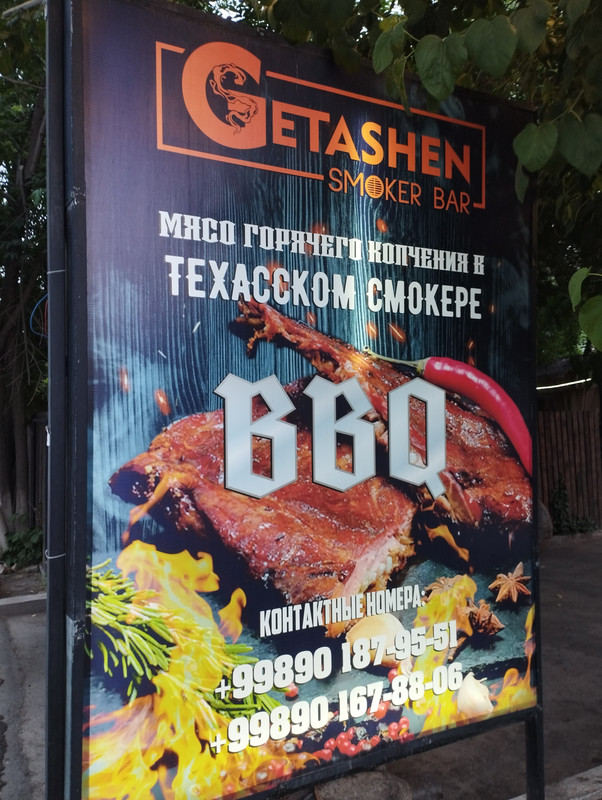 GETASHEN
SMOKER BAR
МЯСО ГОРЯЧЕГО КОПЧЕНИЯ В
ТЕХАССКОМ СМОКЕРЕ
BBQ
КОНТАКТНЫЕ НОМЕРА:
+99890 187-95-51
+99890 167-88-06